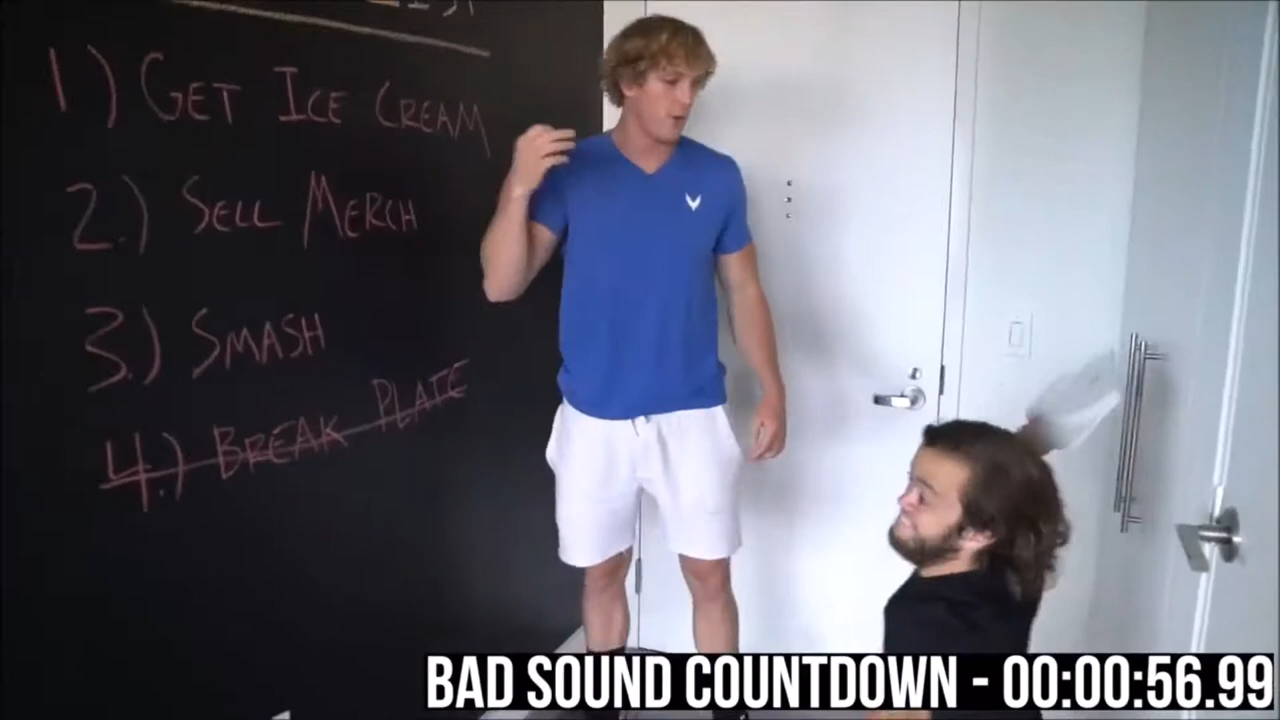 1) GET ICE CREAM
2.) SELL MERCH
3.) SMASH
4.) BREAK PLATE
BAD SOUND COUNTDOWN - 00:00:56.99